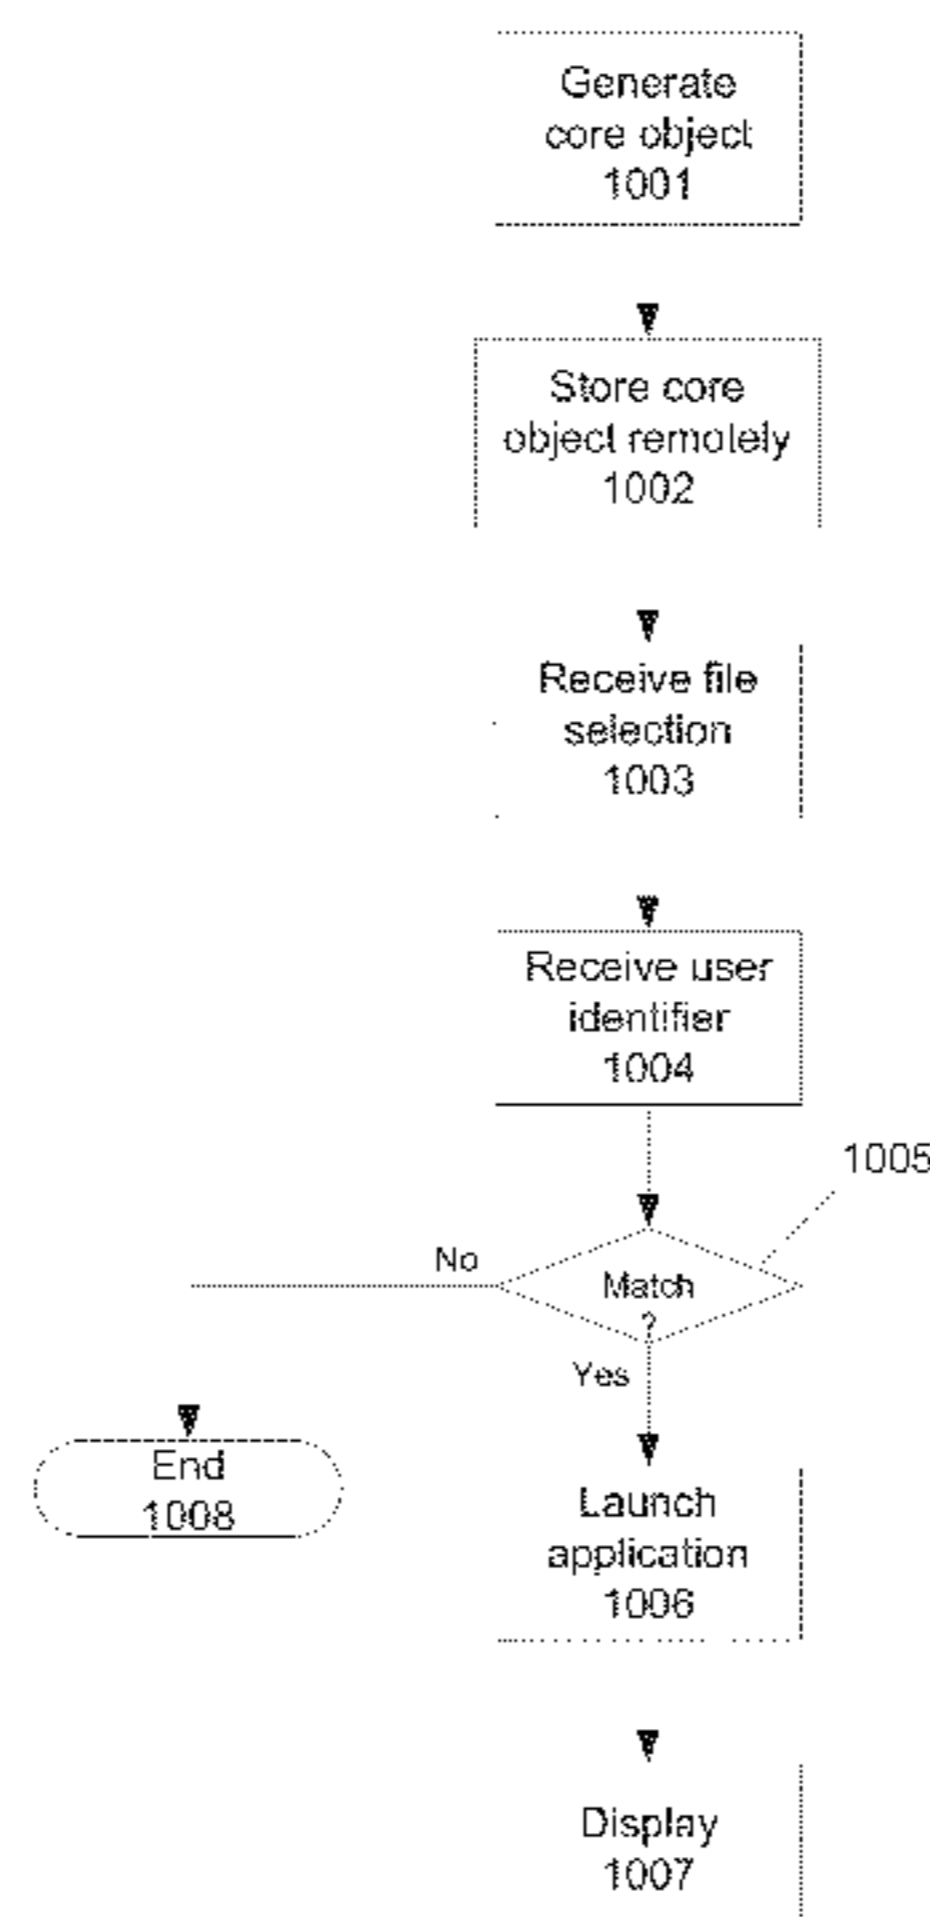 Generate
core object
1001
Store core
object remotely
1002
Receive file
selection
1003
Receive user
identifier
1004
1005
No
Match
?
Yes
End
1008
Launch
application
1006
Display
1007